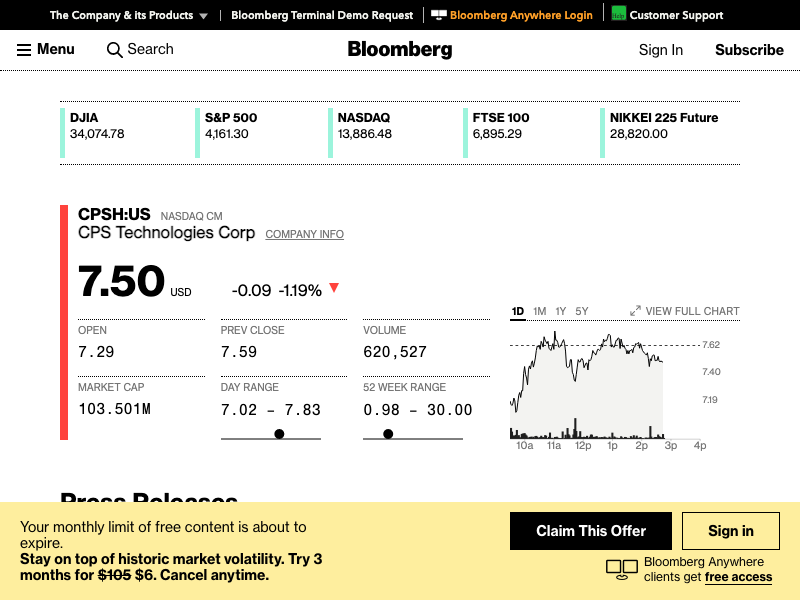 The Company & its Products
Bloomberg Terminal Demo Request
Bloomberg Anywhere Login
Customer Support
Menu
Search
Bloomberg
Sign In
Subscribe
DJIA
34,074.78
S&P 500
4,161.30
NASDAQ
13,886.48
FTSE 100
6,895.29
NIKKEI 225 Future
28,820.00
CPSH:US NASDAQ CM
CPS Technologies Corp COMPANY INFO
7.50 USD -0.09 -1.19%
OPEN
7.29
PREV CLOSE
7.59
VOLUME
620,527
MARKET CAP
103.501M
DAY RANGE
7.02 – 7.83
52 WEEK RANGE
0.98 – 30.00
1D 1M 1Y 5Y VIEW FULL CHART
7.62
7.40
7.19
10a 11a 12p 1p 2p 3p 4p
Press Releases
Your monthly limit of free content is about to
expire.
Stay on top of historic market volatility. Try 3
months for $105 $6. Cancel anytime.
Claim This Offer
Sign in
Bloomberg Anywhere
clients get free access